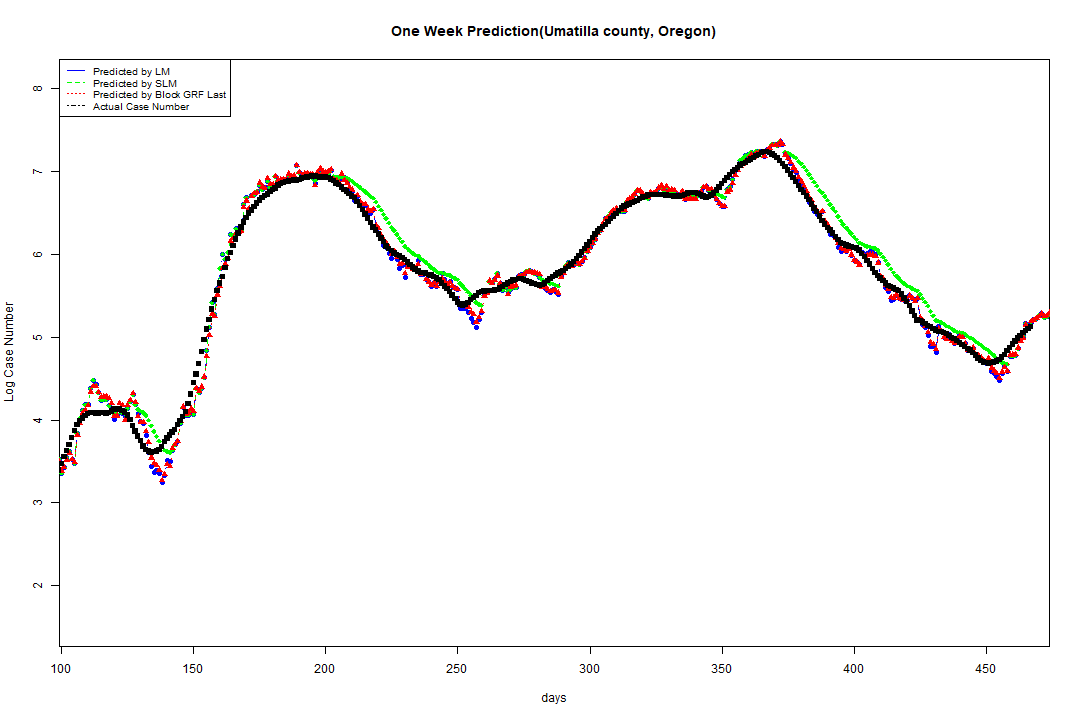 One Week Prediction(Umatilla county, Oregon)
Predicted by LM
Predicted by SLM
Predicted by Block GRF Last
Actual Case Number
8
7
6
5
4
3
2
Log Case Number
100 150 200 250 300 350 400 450
days